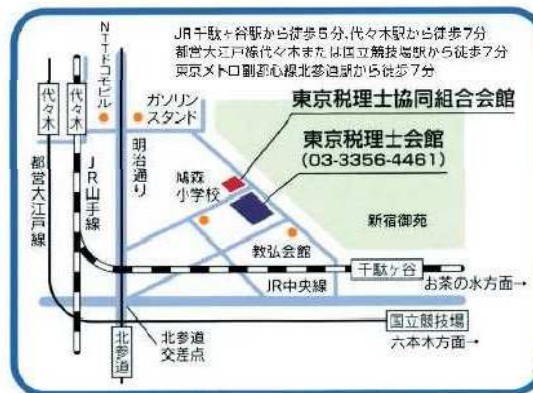 JR千駄ヶ谷駅から徒歩5分、代々木駅から徒歩7分
都営大江戸線代々木または国立競技場駅から徒歩7分
東京メトロ副都心線北参道駅から徒歩7分
NTTドコモビル
ガソリン
スタンド
東京税理士協同組合会館
東京税理士会館
(03-3356-4461)
代々木
代々木
明治通り
鳩森
小学校
都営大江戸線
JR山手線
新宿御苑
教弘会館
千駄ヶ谷
お茶の水方面→
JR中央線
国立競技場
六本木方面→
北参道
北参道
交差点